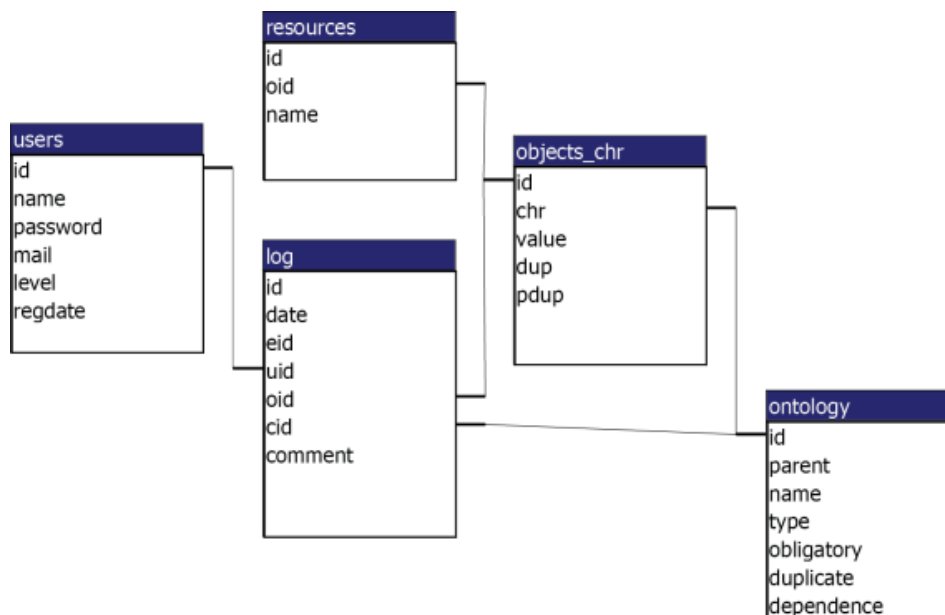 resources
id
oid
name
users
id
name
password
mail
level
regdate
log
id
date
eid
uid
oid
cid
comment
objects_chr
id
chr
value
dup
pdup
ontology
id
parent
name
type
obligatory
duplicate
dependence